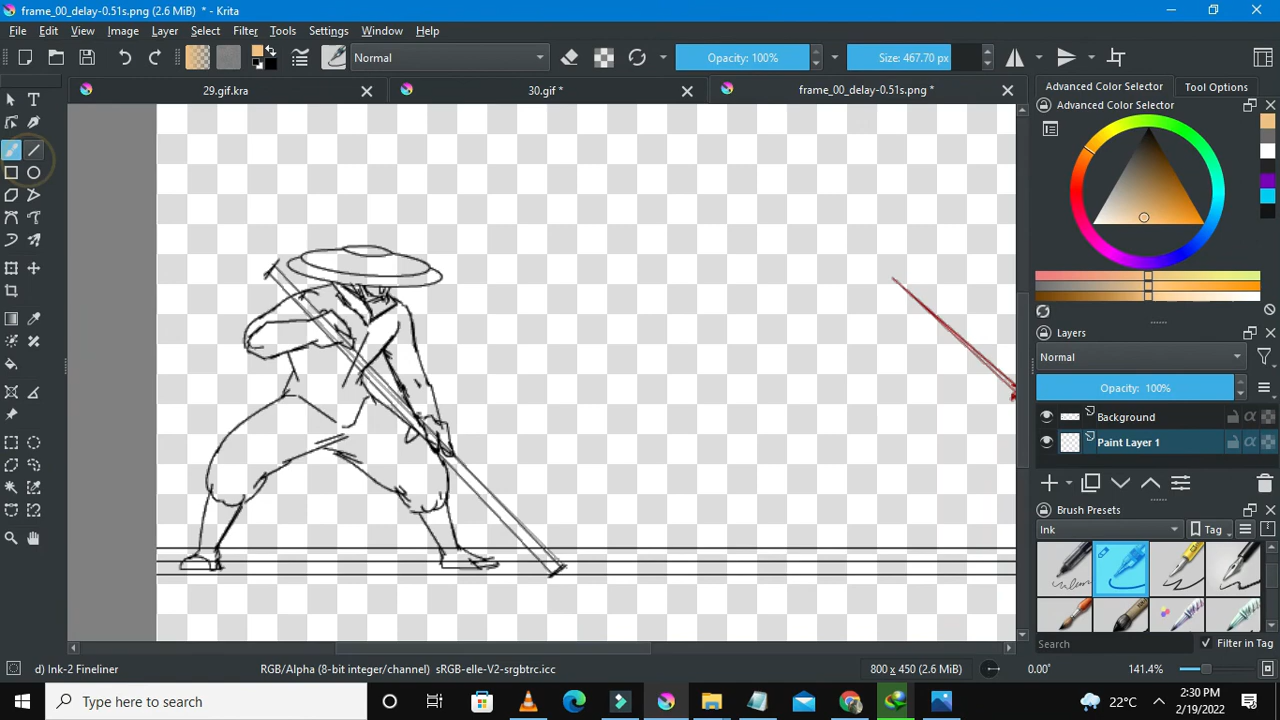 frame_00_delay-0.51s.png (2.6 MiB) * - Krita
File Edit View Image Layer Select Filter Tools Settings Window Help
Normal Opacity: 100% Size: 467.70 px
29.gif.kra 30.gif * frame_00_delay-0.51s.png *
Advanced Color Selector Tool Options
Advanced Color Selector
Layers
Normal
Opacity: 100%
Background
Paint Layer 1
Brush Presets
Ink Tag
Search Filter in Tag
d) Ink-2 Fineliner RGB/Alpha (8-bit integer/channel) sRGB-elle-V2-srgbtrc.icc 800 x 450 (2.6 MiB) 0.00° 141.4%
Type here to search 22°C 2:30 PM
2/19/2022